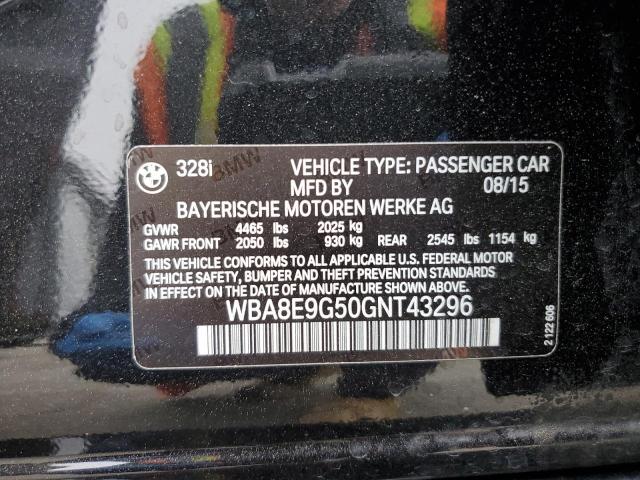 328i VEHICLE TYPE: PASSENGER CAR
MFD BY 08/15
BAYERISCHE MOTOREN WERKE AG
GVWR 4465 lbs 2025 kg
GAWR FRONT 2050 lbs 930 kg REAR 2545 lbs 1154 kg
THIS VEHICLE CONFORMS TO ALL APPLICABLE U.S. FEDERAL MOTOR
VEHICLE SAFETY, BUMPER AND THEFT PREVENTION STANDARDS
IN EFFECT ON THE DATE OF MANUFACTURE SHOWN ABOVE.
WBA8E9G50GNT43296
2 122 606